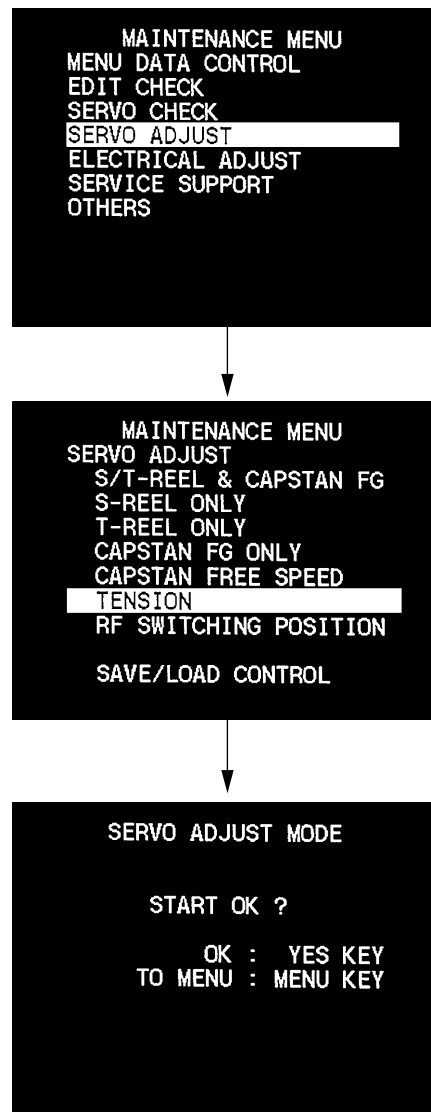 MAINTENANCE MENU
MENU DATA CONTROL
EDIT CHECK
SERVO CHECK
SERVO ADJUST
ELECTRICAL ADJUST
SERVICE SUPPORT
OTHERS
MAINTENANCE MENU
SERVO ADJUST
S/T-REEL & CAPSTAN FG
S-REEL ONLY
T-REEL ONLY
CAPSTAN FG ONLY
CAPSTAN FREE SPEED
TENSION
RF SWITCHING POSITION
SAVE/LOAD CONTROL
SERVO ADJUST MODE
START OK ?
OK : YES KEY
TO MENU : MENU KEY